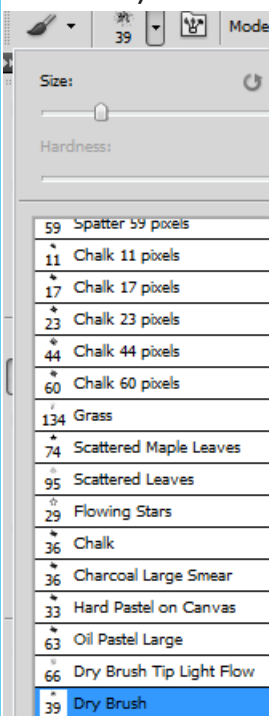 39 Mode
Size:
Hardness:
59 Spatter 59 pixels
11 Chalk 11 pixels
17 Chalk 17 pixels
23 Chalk 23 pixels
44 Chalk 44 pixels
60 Chalk 60 pixels
134 Grass
74 Scattered Maple Leaves
95 Scattered Leaves
29 Flowing Stars
36 Chalk
36 Charcoal Large Smear
33 Hard Pastel on Canvas
63 Oil Pastel Large
66 Dry Brush Tip Light Flow
39 Dry Brush